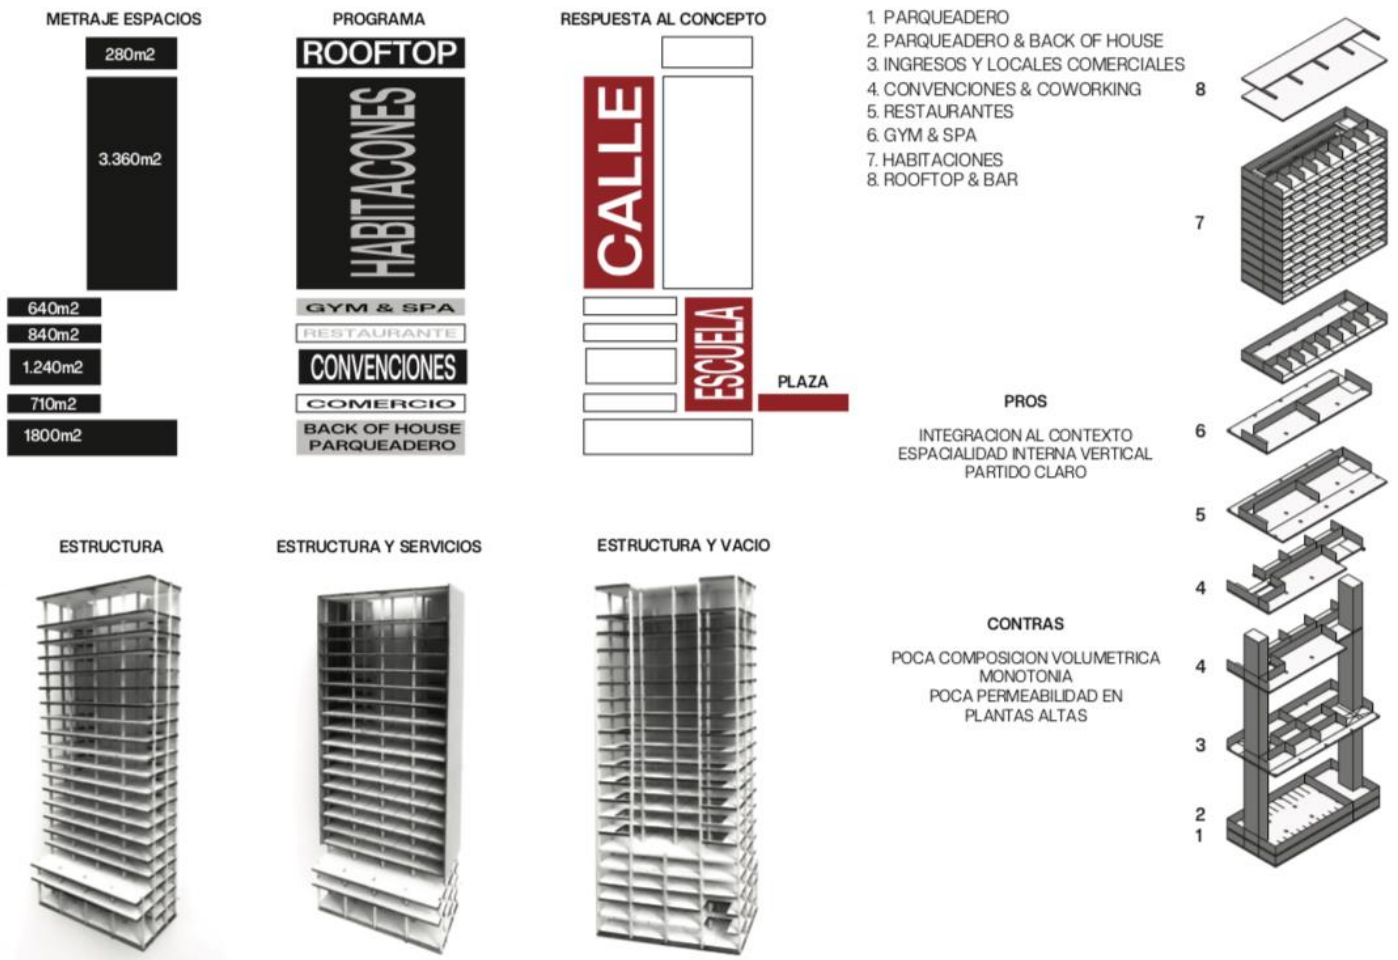 METRAJE ESPACIOS
280m2
3.360m2
640m2
840m2
1.240m2
710m2
1800m2
PROGRAMA
ROOFTOP
HABITACONES
GYM & SPA
RESTAURANTE
CONVENCIONES
COMERCIO
BACK OF HOUSE
PARQUEADERO
RESPUESTA AL CONCEPTO
CALLE
ESCUELA
PLAZA
1. PARQUEADERO
2. PARQUEADERO & BACK OF HOUSE
3. INGRESOS Y LOCALES COMERCIALES
4. CONVENCIONES & COWORKING
5. RESTAURANTES
6. GYM & SPA
7. HABITACIONES
8. ROOFTOP & BAR
PROS
INTEGRACION AL CONTEXTO
ESPACIALIDAD INTERNA VERTICAL
PARTIDO CLARO
CONTRAS
POCA COMPOSICION VOLUMETRICA
MONOTONIA
POCA PERMEABILIDAD EN
PLANTAS ALTAS
8
7
6
5
4
4
3
2
1
ESTRUCTURA
ESTRUCTURA Y SERVICIOS
ESTRUCTURA Y VACIO